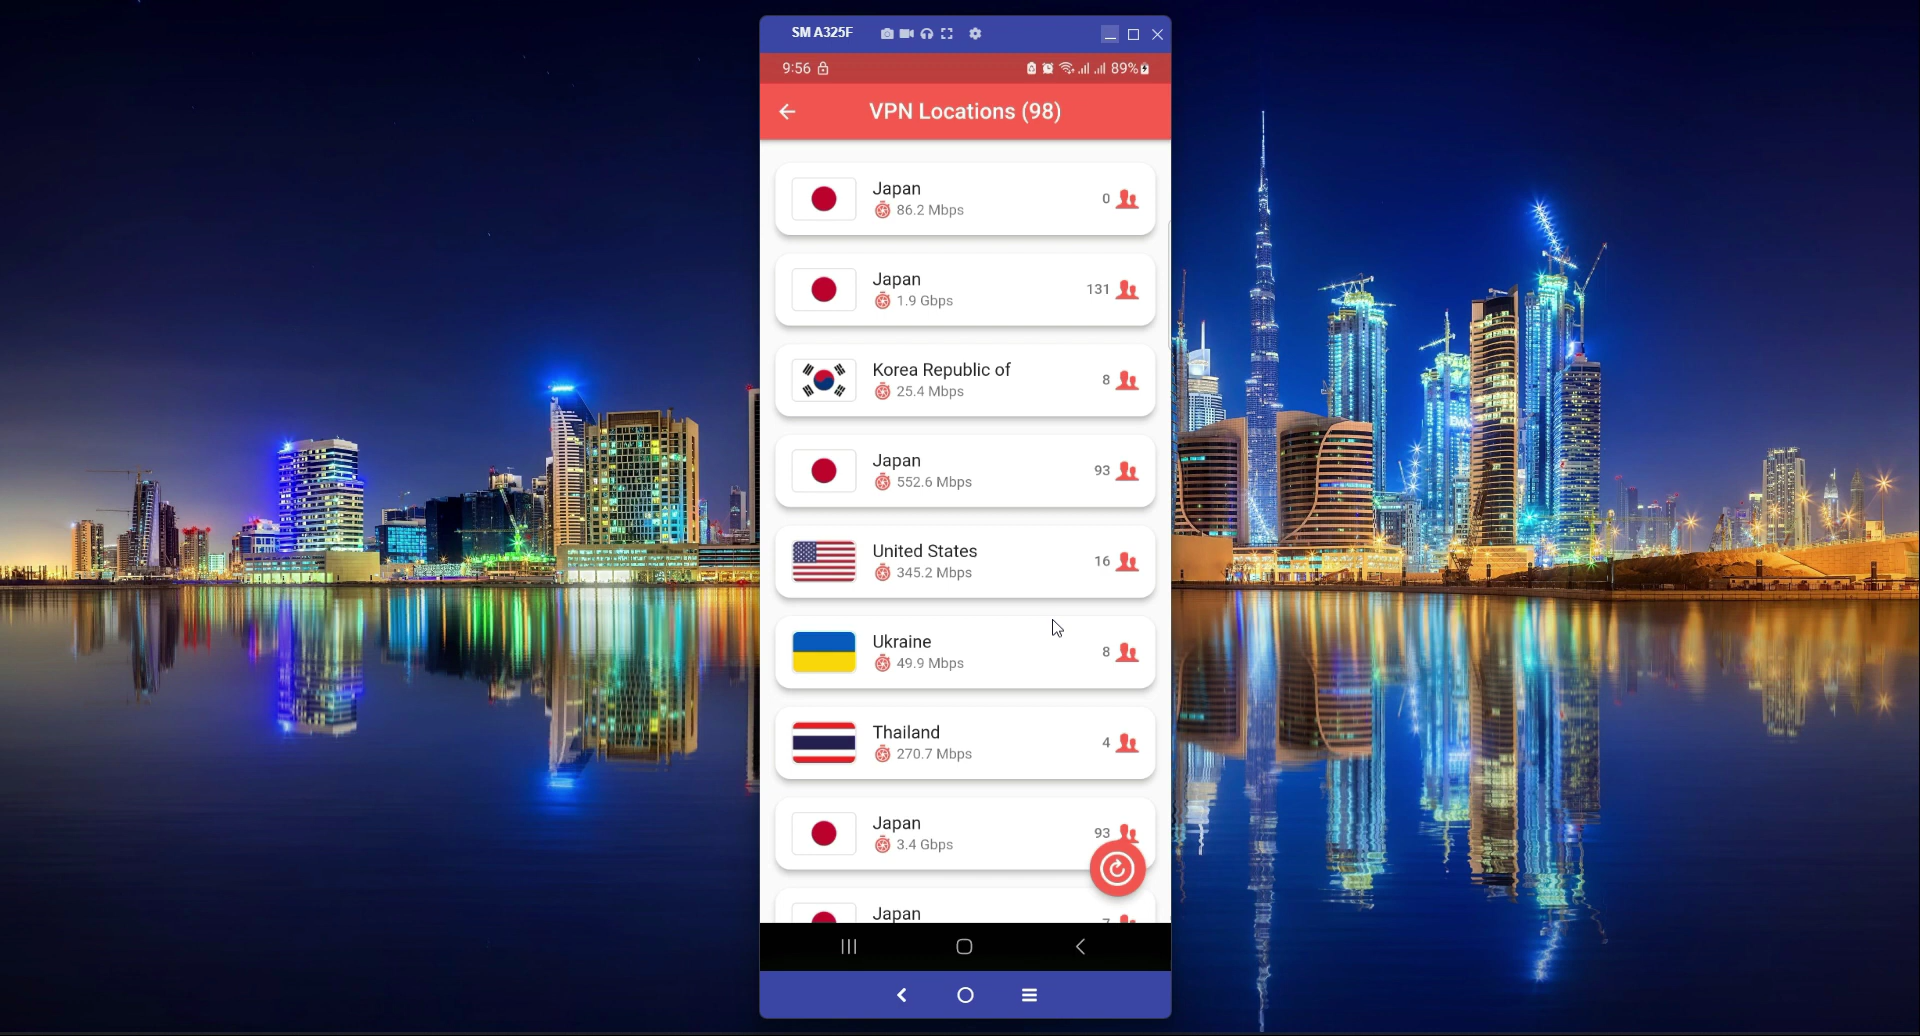 SM A325F
9:56
89%
VPN Locations (98)
Japan
86.2 Mbps
0
Japan
1.9 Gbps
131
Korea Republic of
25.4 Mbps
8
Japan
552.6 Mbps
93
United States
345.2 Mbps
16
Ukraine
49.9 Mbps
8
Thailand
270.7 Mbps
4
Japan
3.4 Gbps
93
Japan